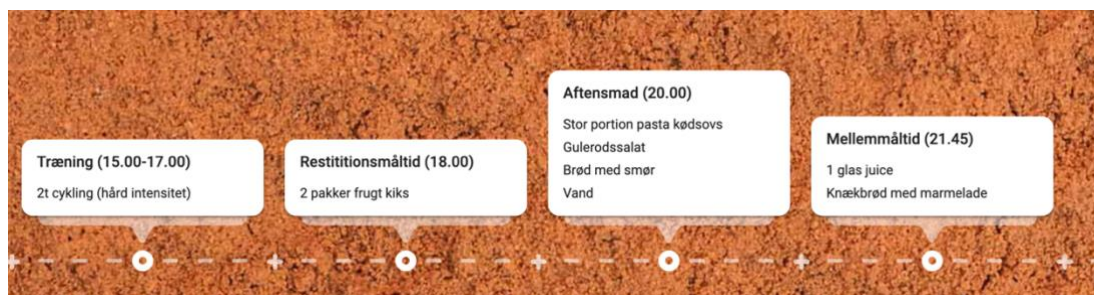 Træning (15.00-17.00)
2t cykling (hård intensitet)
Restititionsmåltid (18.00)
2 pakker frugt kiks
Aftensmad (20.00)
Stor portion pasta kødsovs
Gulerodssalat
Brød med smør
Vand
Mellemmåltid (21.45)
1 glas juice
Knækbrød med marmelade